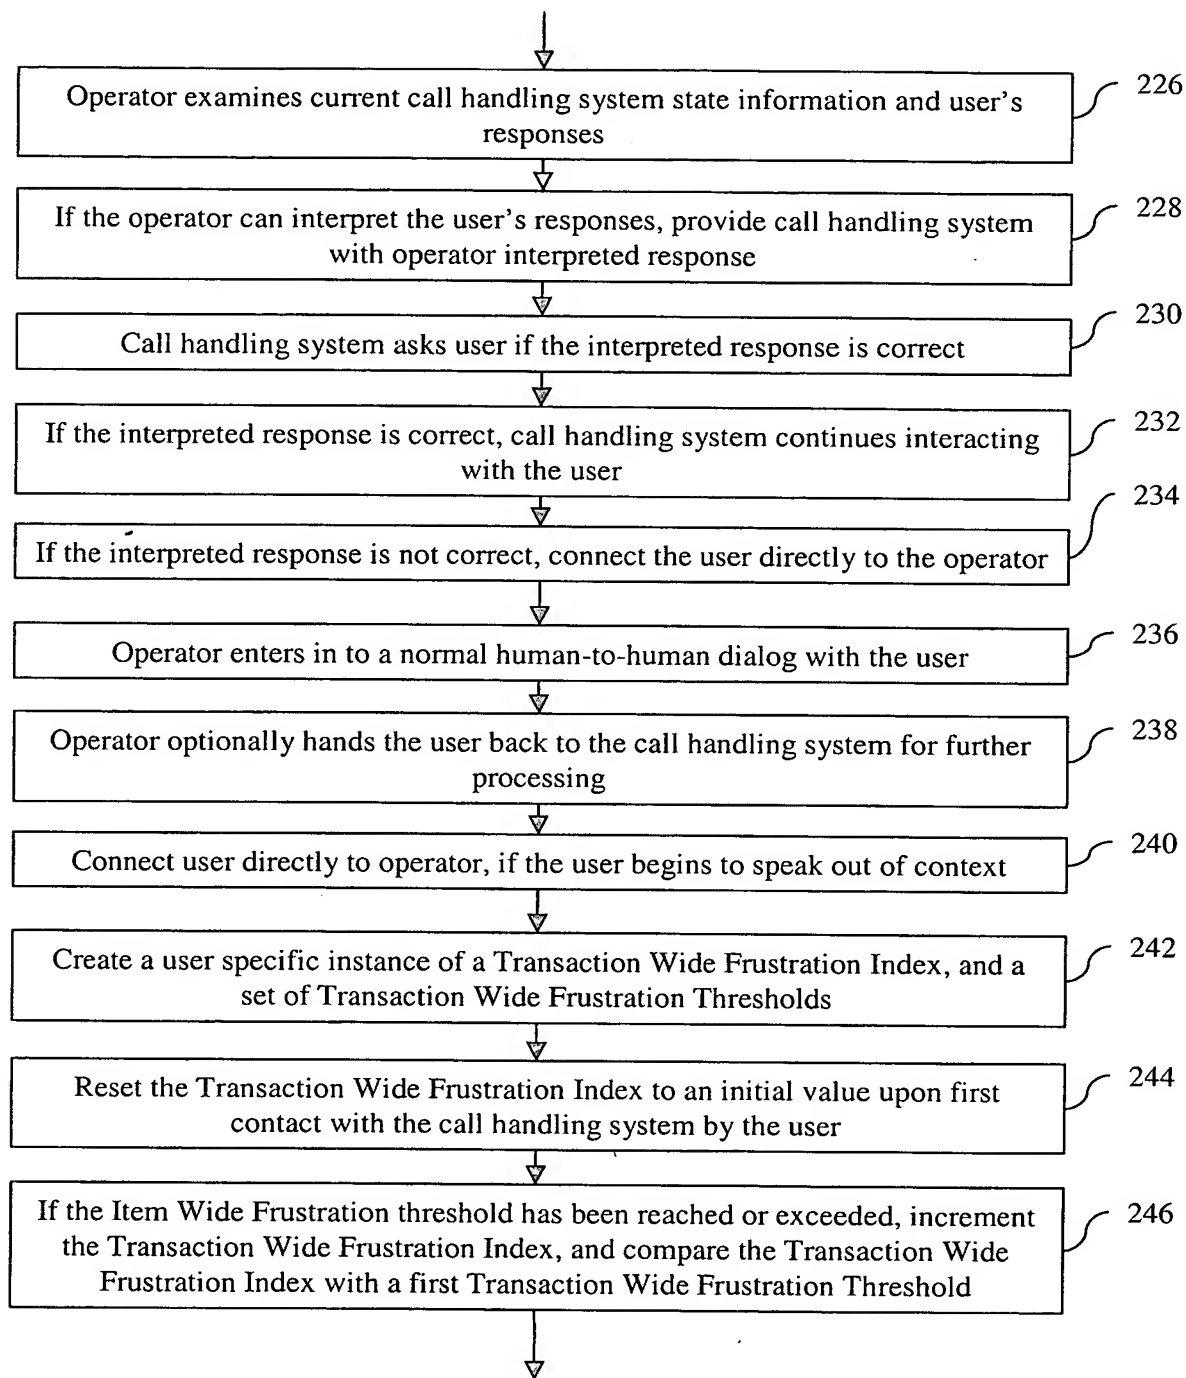 Operator examines current call handling system state information and user's
responses
226
If the operator can interpret the user's responses, provide call handling system
with operator interpreted response
228
Call handling system asks user if the interpreted response is correct
230
If the interpreted response is correct, call handling system continues interacting
with the user
232
If the interpreted response is not correct, connect the user directly to the operator
234
Operator enters in to a normal human-to-human dialog with the user
236
Operator optionally hands the user back to the call handling system for further
processing
238
Connect user directly to operator, if the user begins to speak out of context
240
Create a user specific instance of a Transaction Wide Frustration Index, and a
set of Transaction Wide Frustration Thresholds
242
Reset the Transaction Wide Frustration Index to an initial value upon first
contact with the call handling system by the user
244
If the Item Wide Frustration threshold has been reached or exceeded, increment
the Transaction Wide Frustration Index, and compare the Transaction Wide
Frustration Index with a first Transaction Wide Frustration Threshold
246